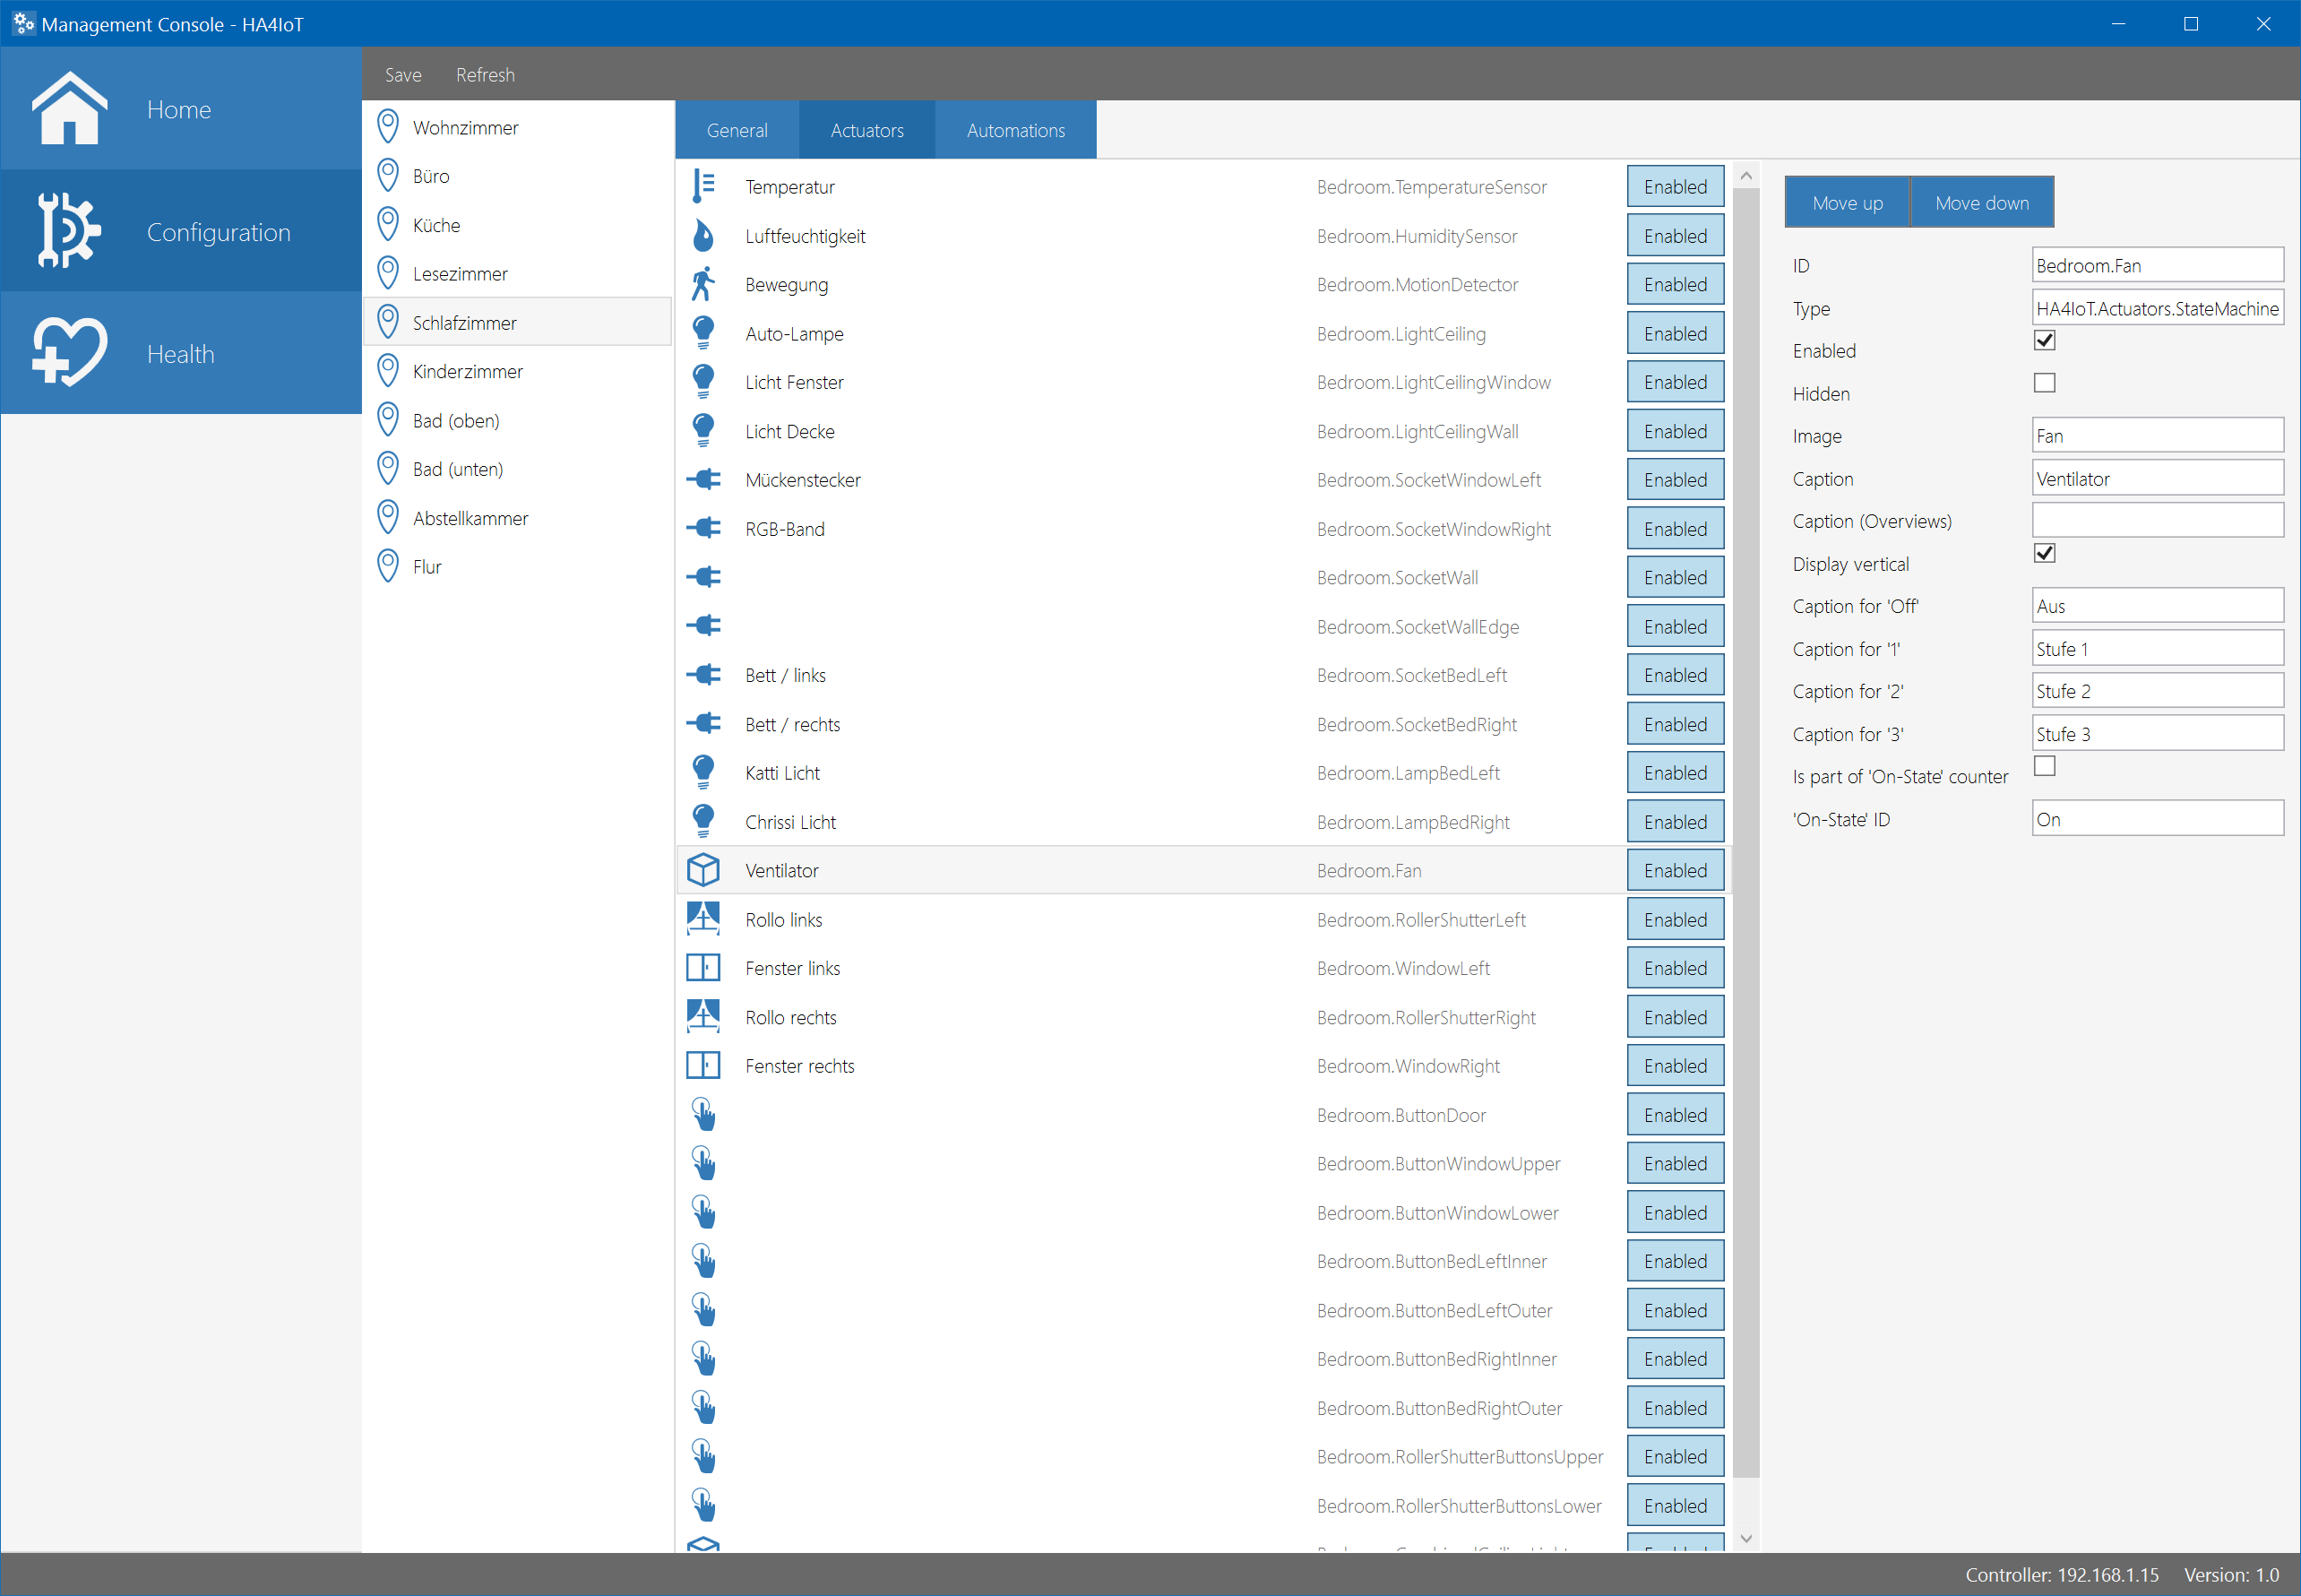 Management Console - HA4IoT
Home
Configuration
Health
Save Refresh
Wohnzimmer
Büro
Küche
Lesezimmer
Schlafzimmer
Kinderzimmer
Bad (oben)
Bad (unten)
Abstellkammer
Flur
General Actuators Automations
Temperatur Bedroom.TemperatureSensor Enabled
Luftfeuchtigkeit Bedroom.HumiditySensor Enabled
Bewegung Bedroom.MotionDetector Enabled
Auto-Lampe Bedroom.LightCeiling Enabled
Licht Fenster Bedroom.LightCeilingWindow Enabled
Licht Decke Bedroom.LightCeilingWall Enabled
Mückenstecker Bedroom.SocketWindowLeft Enabled
RGB-Band Bedroom.SocketWindowRight Enabled
Bedroom.SocketWall Enabled
Bedroom.SocketWallEdge Enabled
Bett / links Bedroom.SocketBedLeft Enabled
Bett / rechts Bedroom.SocketBedRight Enabled
Katti Licht Bedroom.LampBedLeft Enabled
Chrissi Licht Bedroom.LampBedRight Enabled
Ventilator Bedroom.Fan Enabled
Rollo links Bedroom.RollerShutterLeft Enabled
Fenster links Bedroom.WindowLeft Enabled
Rollo rechts Bedroom.RollerShutterRight Enabled
Fenster rechts Bedroom.WindowRight Enabled
Bedroom.ButtonDoor Enabled
Bedroom.ButtonWindowUpper Enabled
Bedroom.ButtonWindowLower Enabled
Bedroom.ButtonBedLeftInner Enabled
Bedroom.ButtonBedLeftOuter Enabled
Bedroom.ButtonBedRightInner Enabled
Bedroom.ButtonBedRightOuter Enabled
Bedroom.RollerShutterButtonsUpper Enabled
Bedroom.RollerShutterButtonsLower Enabled
Move up Move down
ID Bedroom.Fan
Type HA4IoT.Actuators.StateMachine
Enabled
Hidden
Image Fan
Caption Ventilator
Caption (Overviews)
Display vertical
Caption for 'Off' Aus
Caption for '1' Stufe 1
Caption for '2' Stufe 2
Caption for '3' Stufe 3
Is part of 'On-State' counter
'On-State' ID On
Controller: 192.168.1.15 Version: 1.0